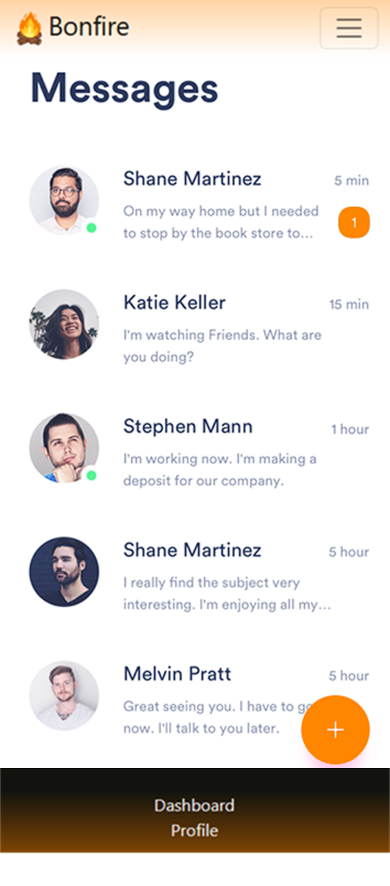 Bonfire
Messages
Shane Martinez
5 min
On my way home but I needed
to stop by the book store to...
1
Katie Keller
15 min
I'm watching Friends. What are
you doing?
Stephen Mann
1 hour
I'm working now. I'm making a
deposit for our company.
Shane Martinez
5 hour
I really find the subject very
interesting. I'm enjoying all my...
Melvin Pratt
5 hour
Great seeing you. I have to go
now. I'll talk to you later.
+
Dashboard
Profile